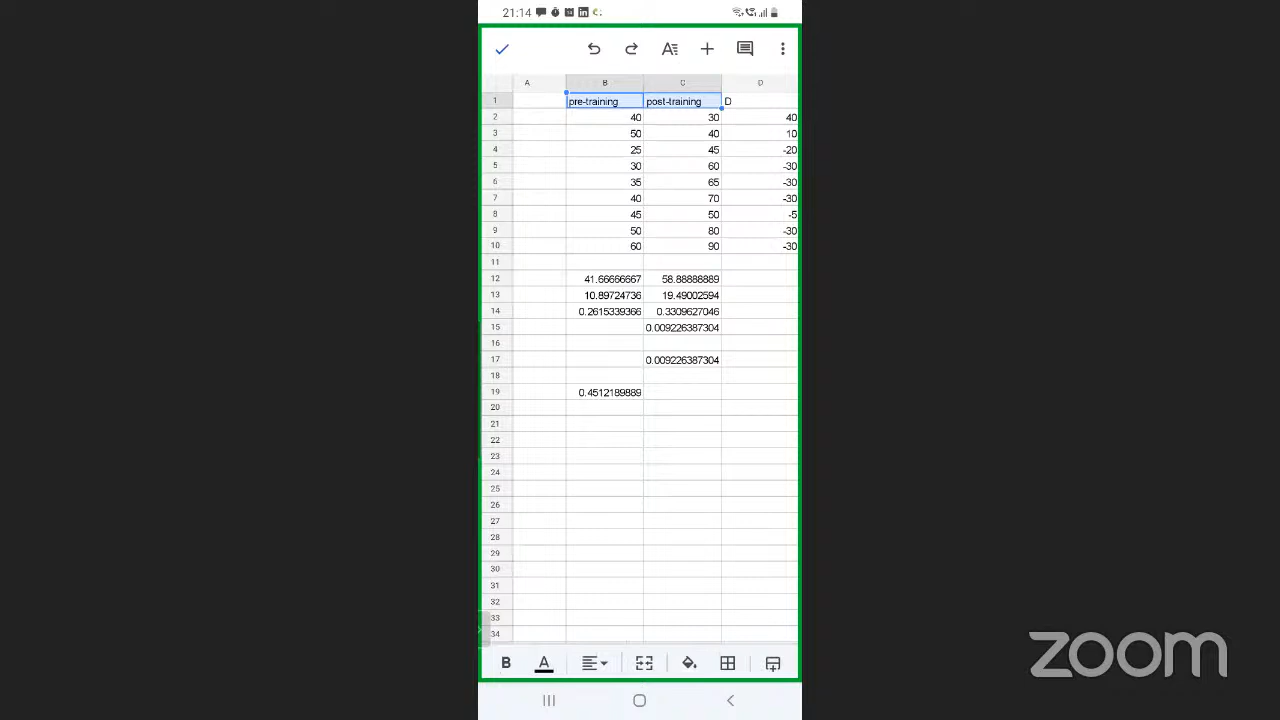 21:14
A B C D
1 pre-training post-training D
2 40 30 40
3 50 40 10
4 25 45 -20
5 30 60 -30
6 35 65 -30
7 40 70 -30
8 45 50 -5
9 50 80 -30
10 60 90 -30
11
12 41.66666667 58.88888889
13 10.89724736 19.49002594
14 0.2615339366 0.3309627046
15 0.009226387304
16
17 0.009226387304
18
19 0.4512189889
20
21
22
23
24
25
26
27
28
29
30
31
32
33
34
B A
zoom